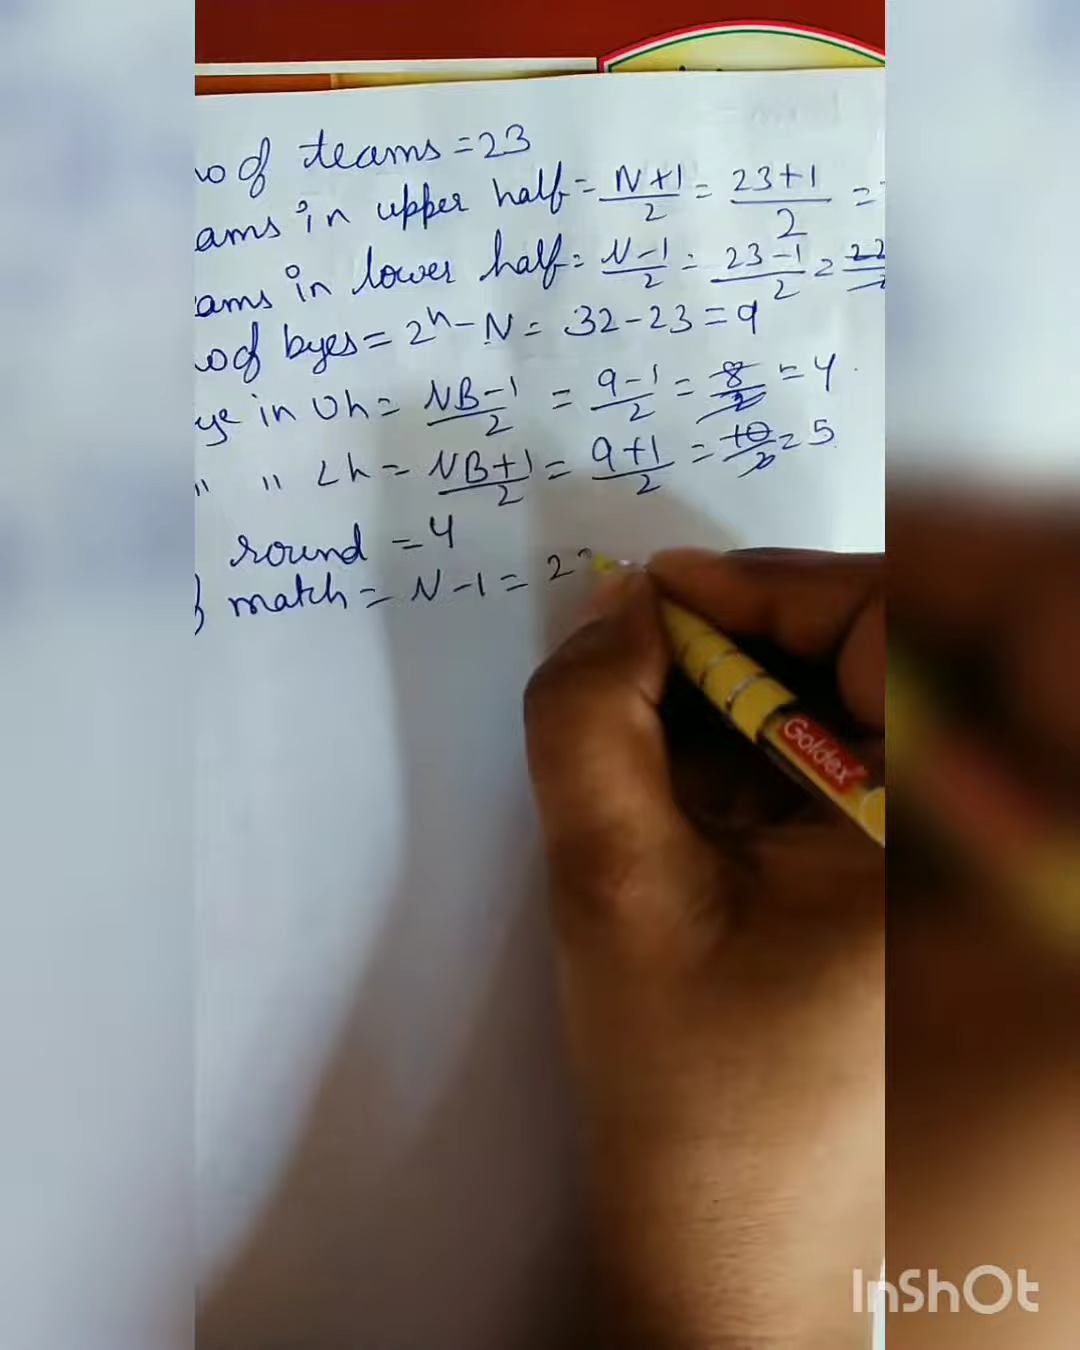 of teams = 23
ams in upper half = N+1/2 = 23+1/2 =
ams in lower half = N-1/2 = 23-1/2 = 22/
of byes = 2ⁿ - N = 32 - 23 = 9
ye in Uh = NB-1/2 = 9-1/2 = 8/2 = 4
" " Lh = NB+1/2 = 9+1/2 = 10/2 = 5
round = 4
match = N-1 = 23
Goldex
InShOt